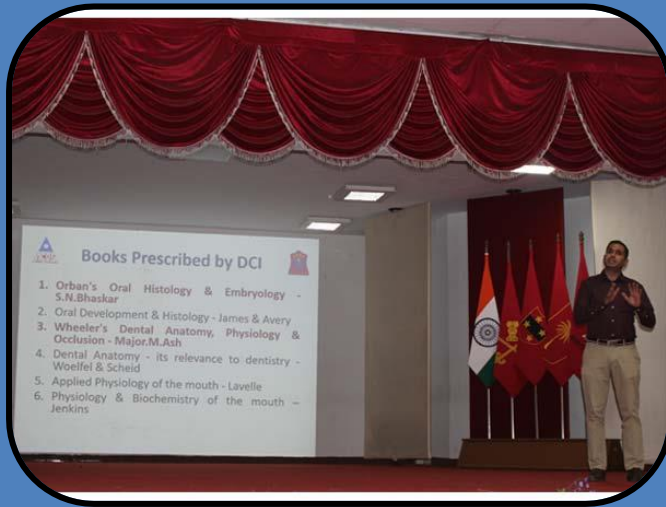 Books Prescribed by DCI
1. Orban's Oral Histology & Embryology -
S.N.Bhaskar
2. Oral Development & Histology - James & Avery
3. Wheeler's Dental Anatomy, Physiology &
Occlusion - Major.M.Ash
4. Dental Anatomy - its relevance to dentistry -
Woelfel & Scheid
5. Applied Physiology of the mouth - Lavelle
6. Physiology & Biochemistry of the mouth –
Jenkins